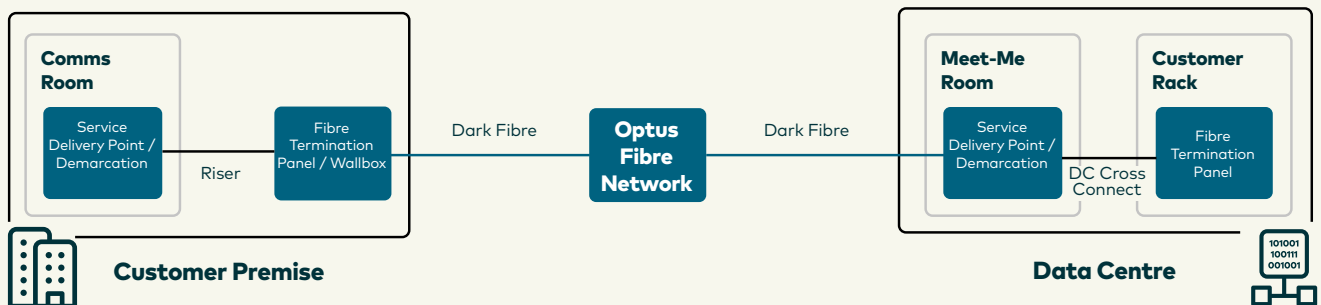 Comms
Room
Service
Delivery Point /
Demarcation
Riser
Fibre
Termination
Panel / Wallbox
Dark Fibre
Optus
Fibre
Network
Dark Fibre
Meet-Me
Room
Service
Delivery Point /
Demarcation
DC Cross
Connect
Customer
Rack
Fibre
Termination
Panel
Customer Premise
Data Centre
101001
100111
001001